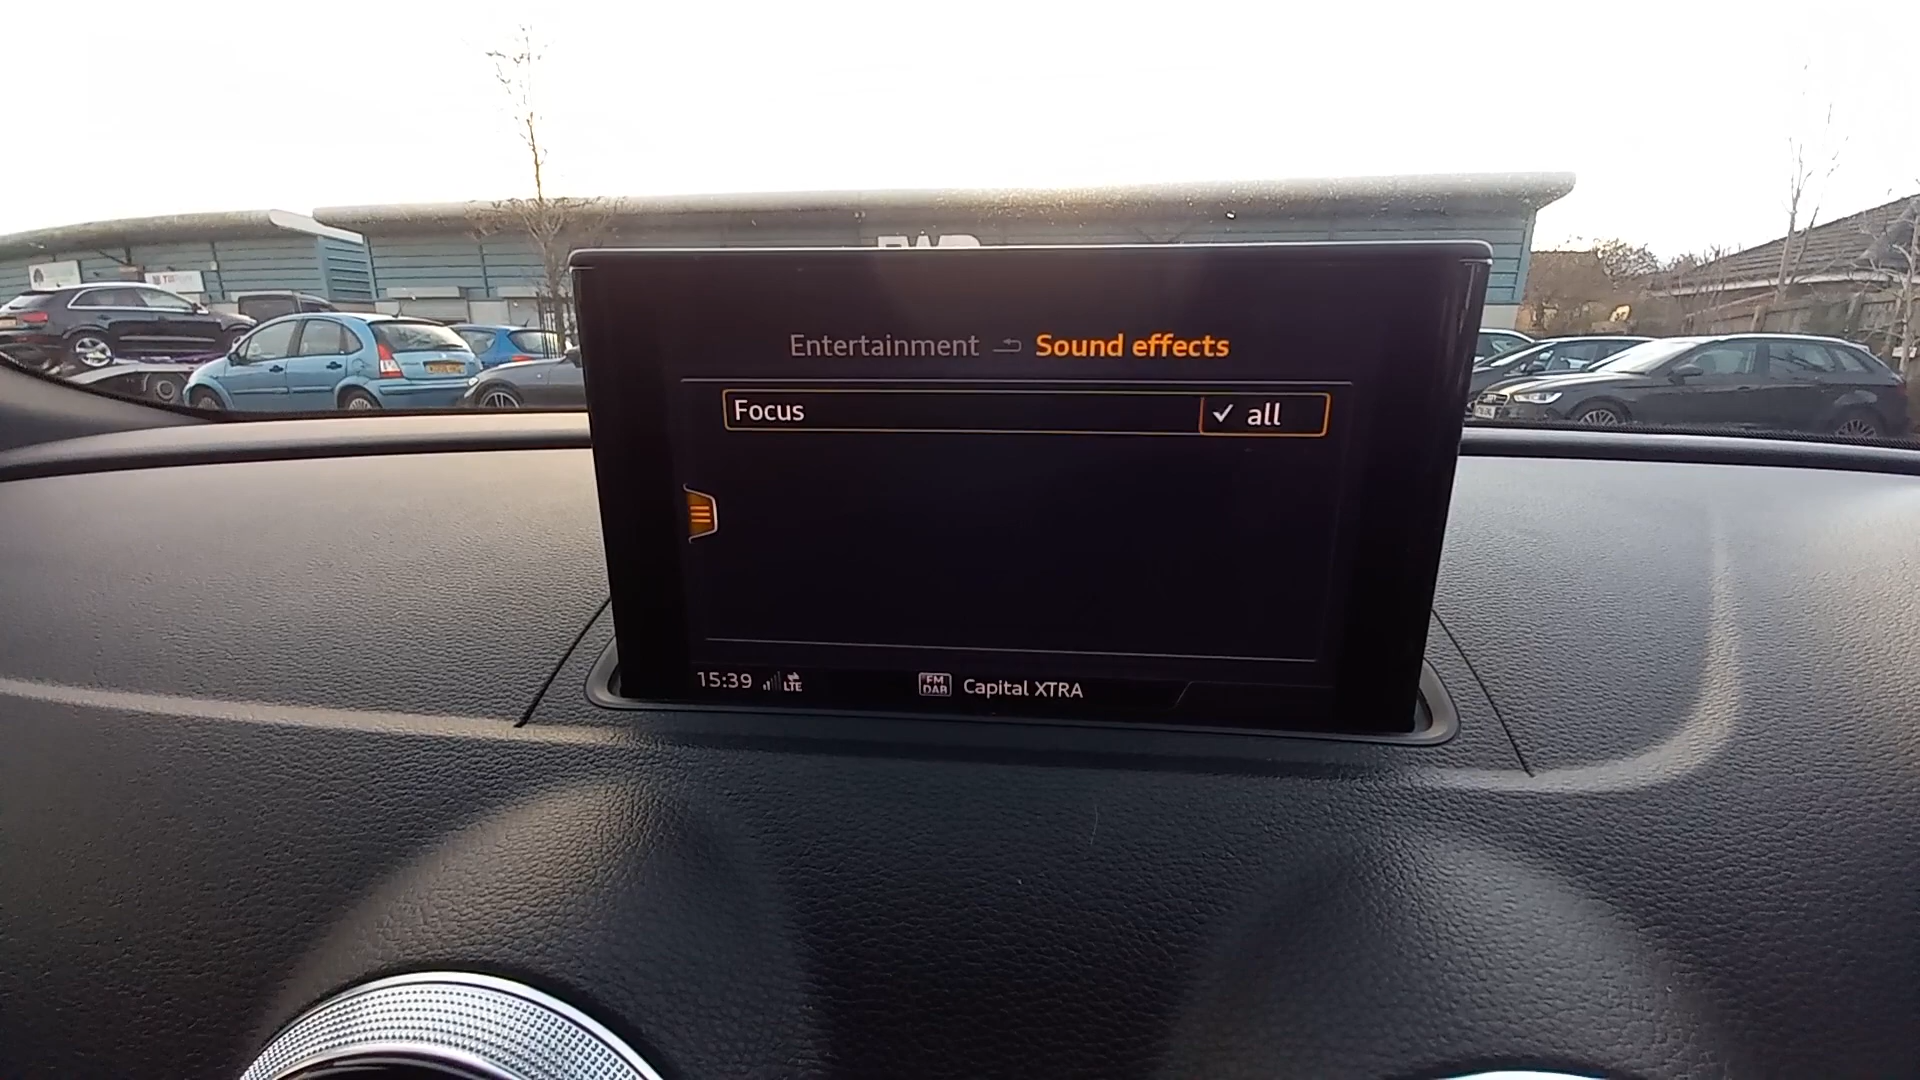 Entertainment Sound effects
Focus ✓ all
15:39 LTE FM DAB Capital XTRA